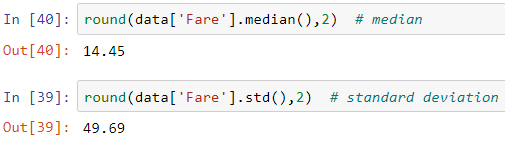 In [40]: round(data['Fare'].median(),2)  # median
Out[40]: 14.45
In [39]: round(data['Fare'].std(),2)  # standard deviation
Out[39]: 49.69